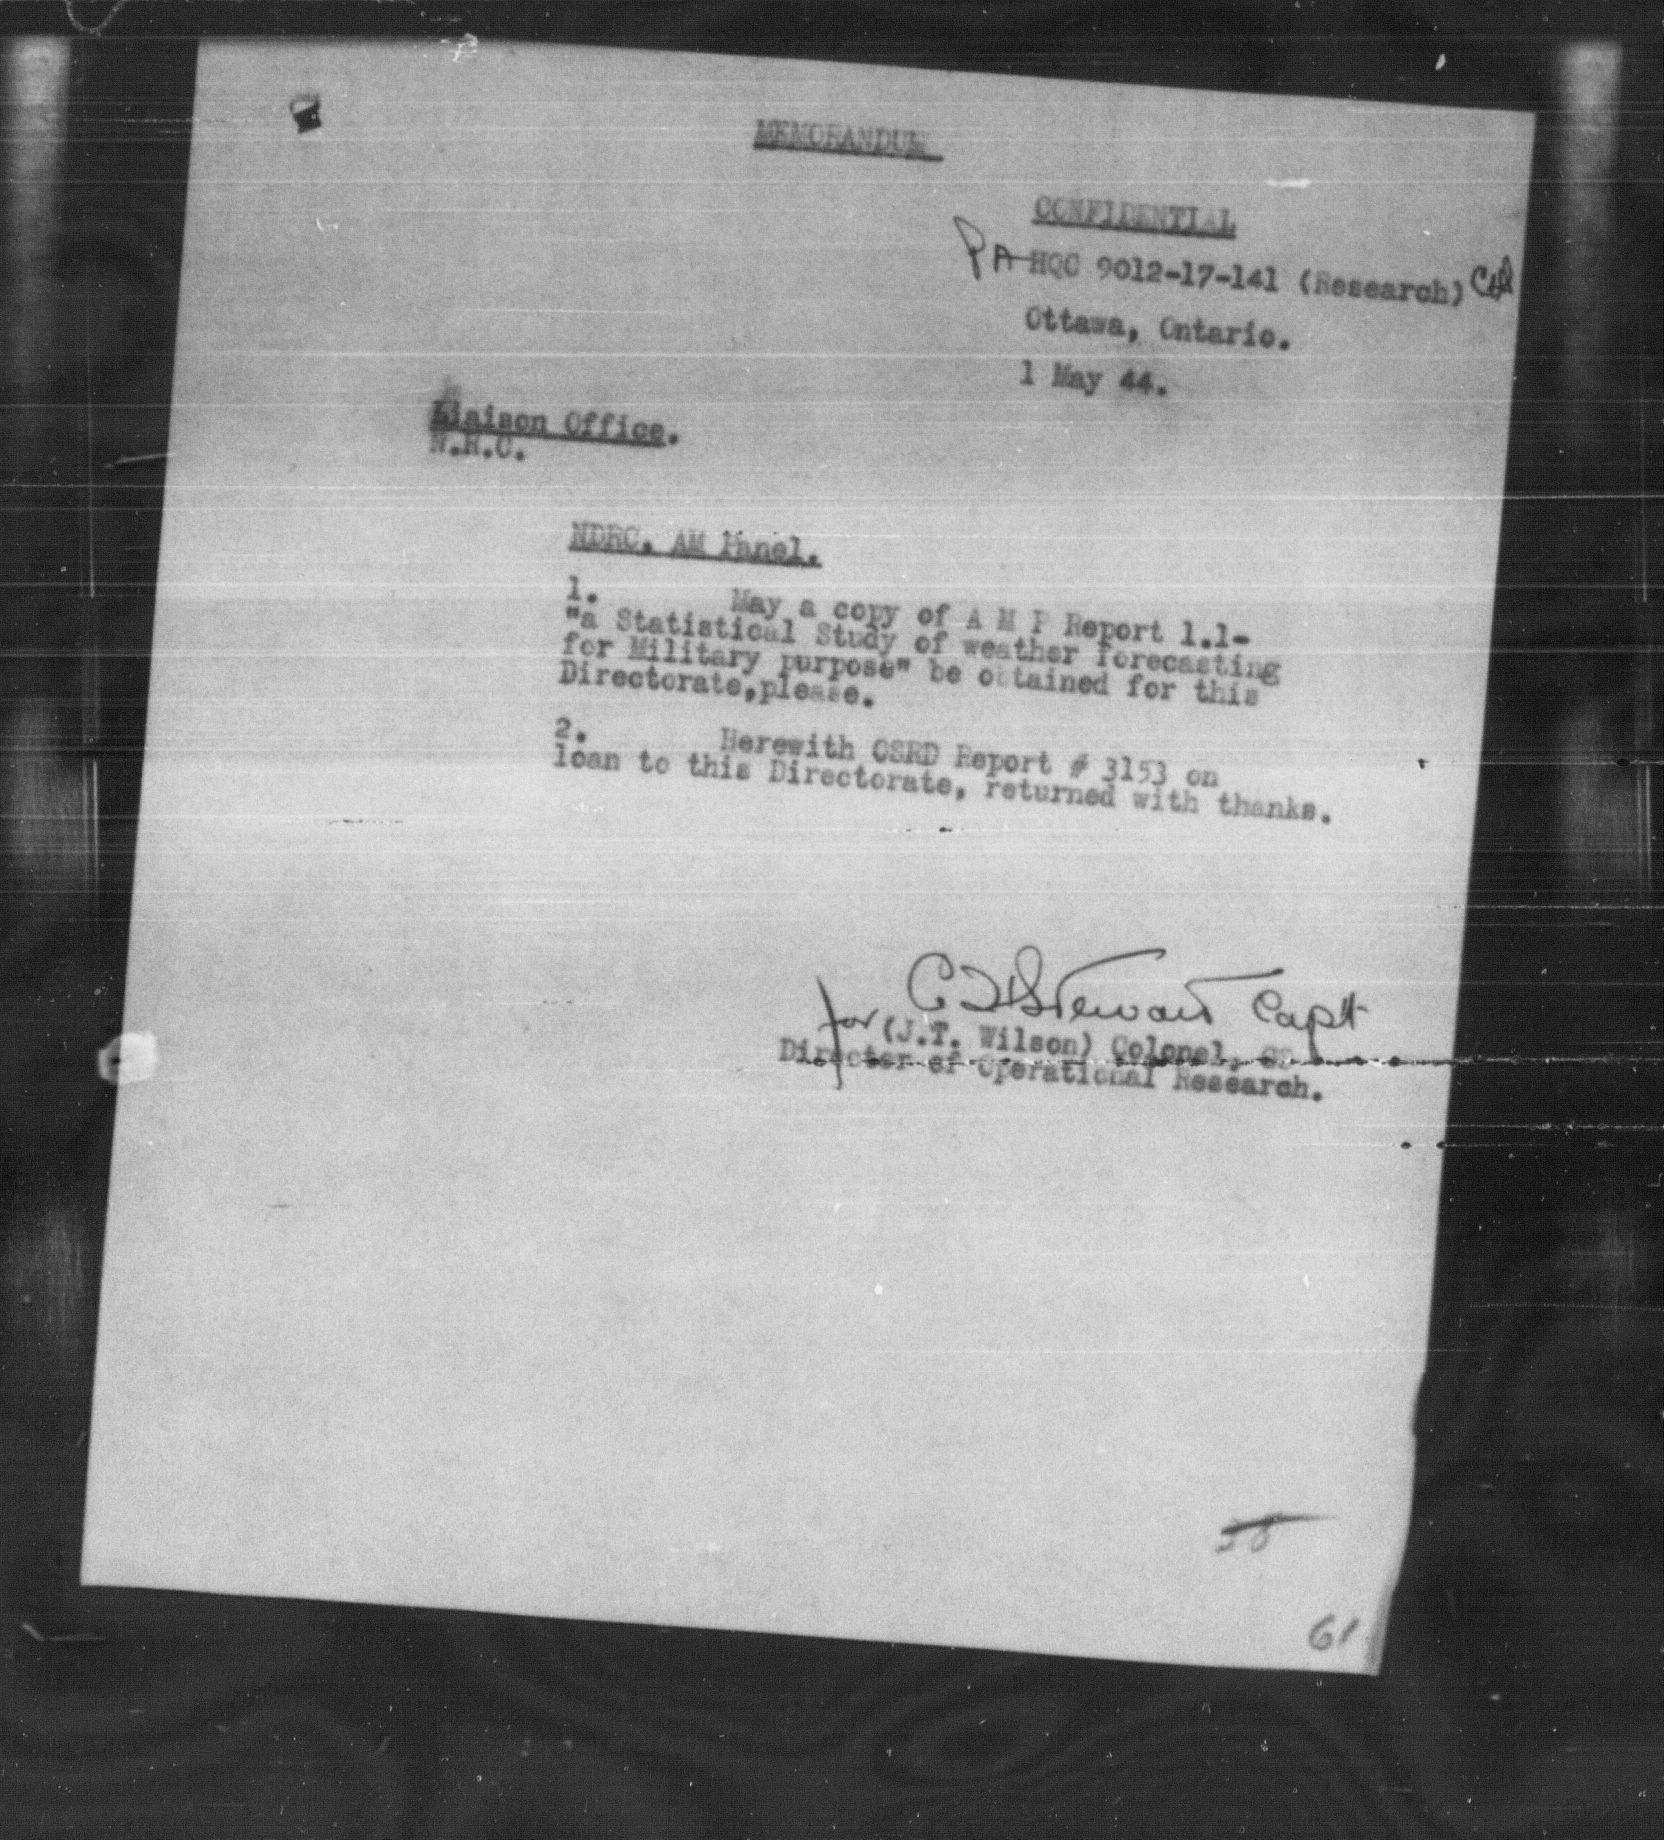 MEMORANDUM
CONFIDENTIAL
PA HQC 9012-17-141 (Research)
Ottawa, Ontario.
1 May 44.
Liaison Office.
N.R.C.
NDRC. AM Panel.
1. May a copy of A M P Report 1.1-
"a Statistical Study of weather forecasting
for Military purpose" be obtained for this
Directorate,please.
2. Herewith OSRD Report # 3153 on
loan to this Directorate, returned with thanks.
Stewart Capt
for (J.T. Wilson) Colonel, GS
Director of Operational Research.
58
61